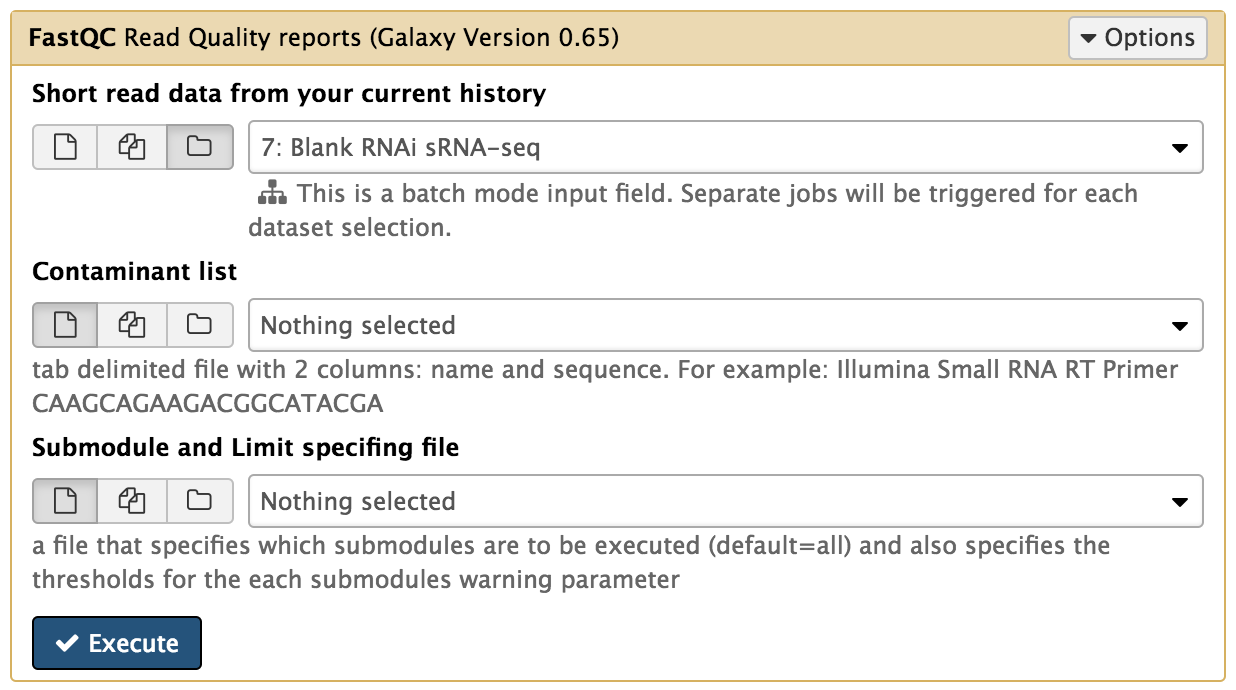 FastQC Read Quality reports (Galaxy Version 0.65)
Options
Short read data from your current history
7: Blank RNAi sRNA-seq
This is a batch mode input field. Separate jobs will be triggered for each
dataset selection.
Contaminant list
Nothing selected
tab delimited file with 2 columns: name and sequence. For example: Illumina Small RNA RT Primer
CAAGCAGAAGACGGCATACGA
Submodule and Limit specifing file
Nothing selected
a file that specifies which submodules are to be executed (default=all) and also specifies the
thresholds for the each submodules warning parameter
Execute